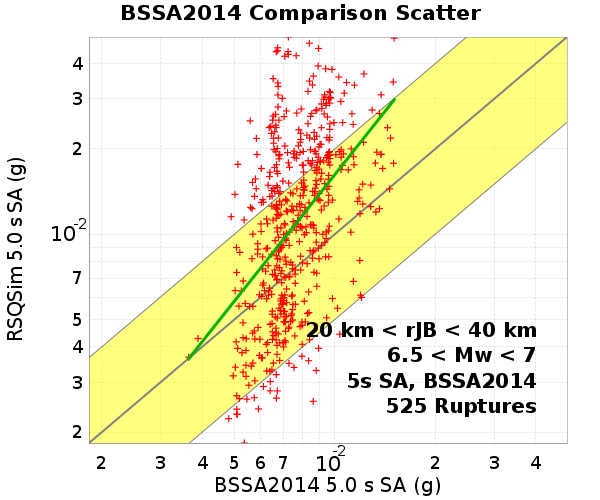 BSSA2014 Comparison Scatter
RSQSim 5.0 s SA (g)
4
3
2
10-2
7
5
4
3
2
20 km < rJB < 40 km
6.5 < Mw < 7
5s SA, BSSA2014
525 Ruptures
2 3 4 5 6 7 10-2 2 3 4
BSSA2014 5.0 s SA (g)